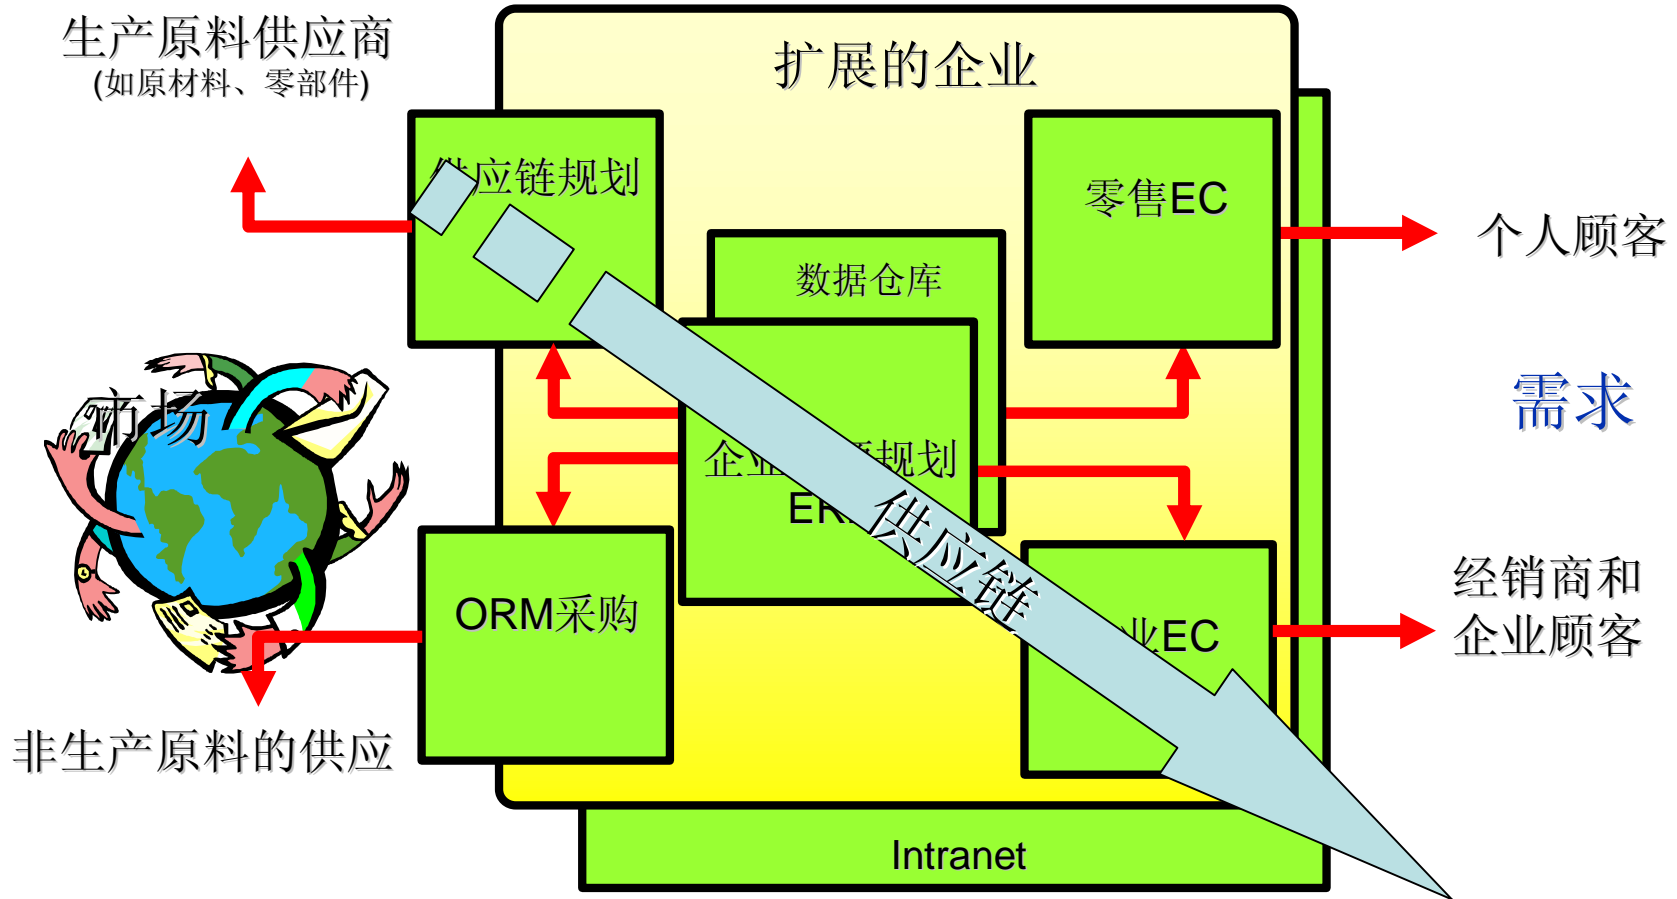 生产原料供应商
(如原材料、零部件)
扩展的企业
供应链规划
零售EC
个人顾客
数据仓库
市场
需求
企业 规划
供应链
ORM采购
业EC
经销商和
企业顾客
非生产原料的供应
Intranet